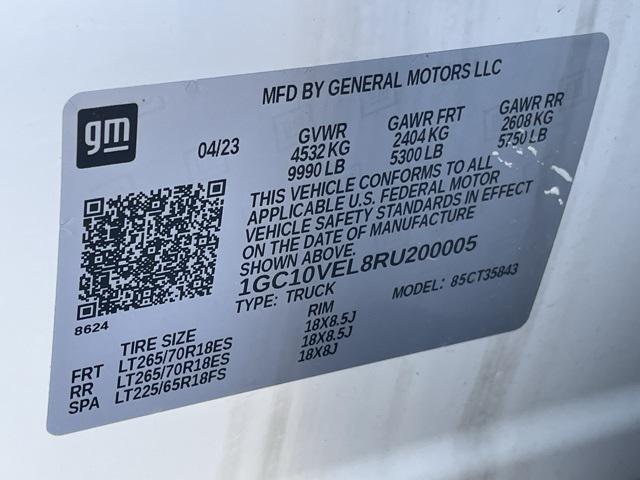 MFD BY GENERAL MOTORS LLC
gm
04/23
GVWR
4532 KG
9990 LB
GAWR FRT
2404 KG
5300 LB
GAWR RR
2608 KG
5750 LB
THIS VEHICLE CONFORMS TO ALL
APPLICABLE U.S. FEDERAL MOTOR
VEHICLE SAFETY STANDARDS IN EFFECT
ON THE DATE OF MANUFACTURE
SHOWN ABOVE.
1GC10VEL8RU200005
TYPE: TRUCK
MODEL: 85CT35843
8624
TIRE SIZE RIM
FRT LT265/70R18ES 18X8.5J
RR LT265/70R18ES 18X8.5J
SPA LT225/65R18FS 18X8J